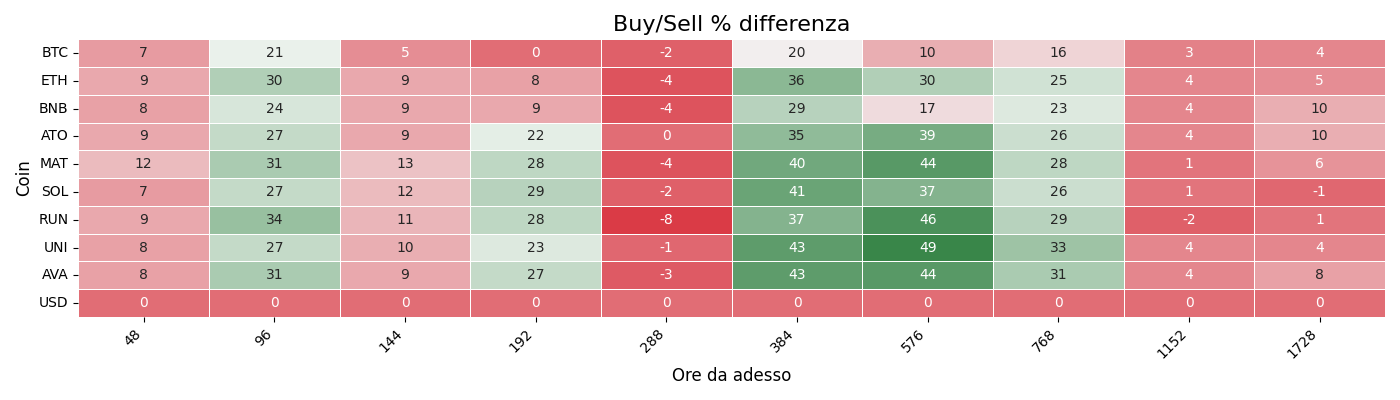 Buy/Sell % differenza
Coin
BTC 7 21 5 0 -2 20 10 16 3 4
ETH 9 30 9 8 -4 36 30 25 4 5
BNB 8 24 9 9 -4 29 17 23 4 10
ATO 9 27 9 22 0 35 39 26 4 10
MAT 12 31 13 28 -4 40 44 28 1 6
SOL 7 27 12 29 -2 41 37 26 1 -1
RUN 9 34 11 28 -8 37 46 29 -2 1
UNI 8 27 10 23 -1 43 49 33 4 4
AVA 8 31 9 27 -3 43 44 31 4 8
USD 0 0 0 0 0 0 0 0 0 0
48 96 144 192 288 384 576 768 1152 1728
Ore da adesso